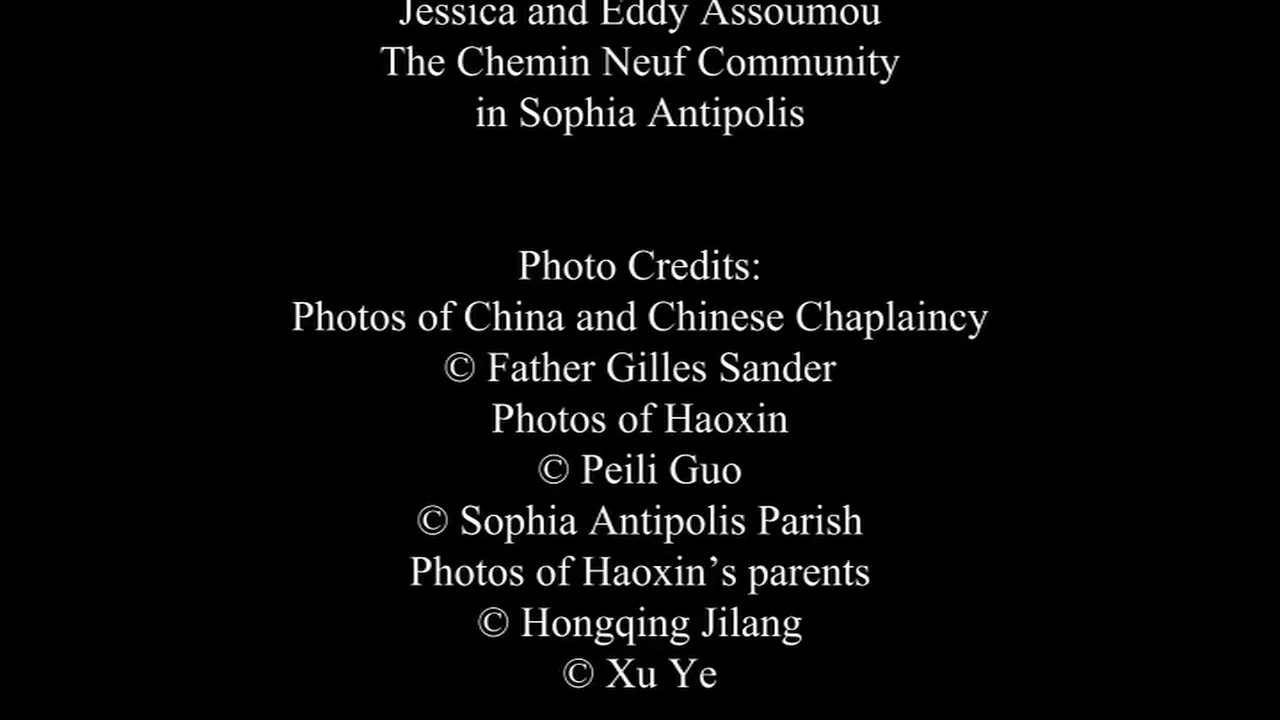 Jessica and Eddy Assoumou
The Chemin Neuf Community
in Sophia Antipolis
Photo Credits:
Photos of China and Chinese Chaplaincy
© Father Gilles Sander
Photos of Haoxin
© Peili Guo
© Sophia Antipolis Parish
Photos of Haoxin’s parents
© Hongqing Jilang
© Xu Ye